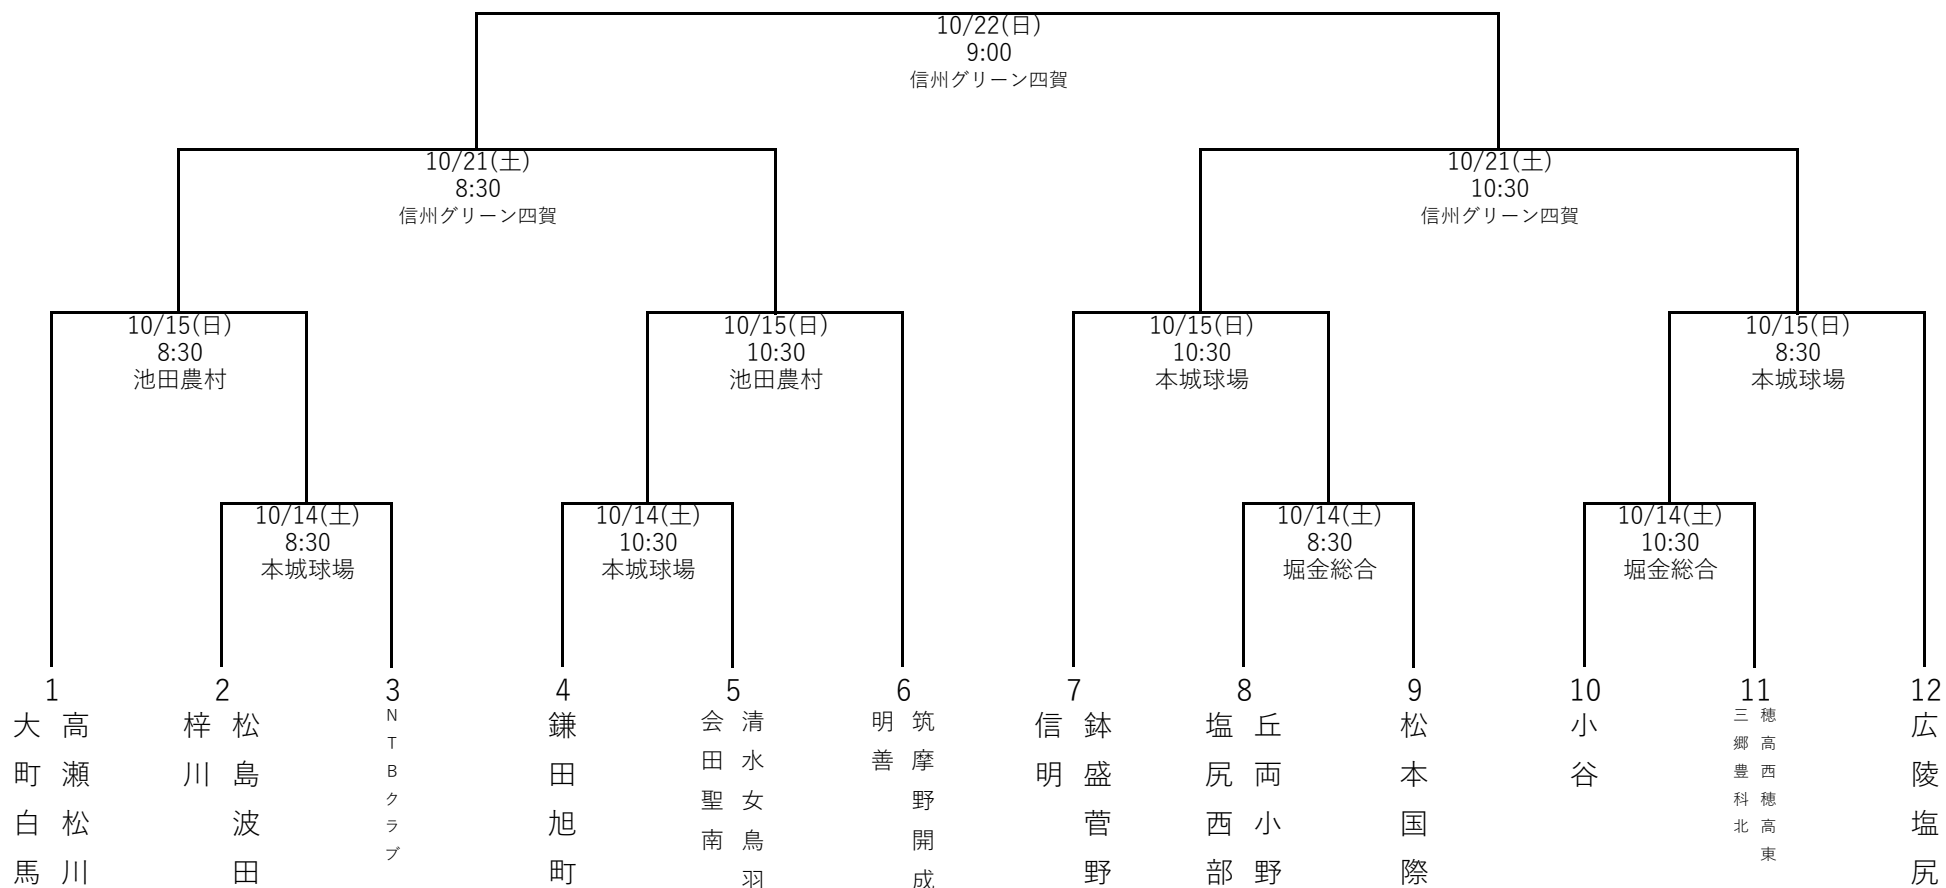 10/22(日)
9:00
信州グリーン四賀
10/21(土)
8:30
信州グリーン四賀
10/21(土)
10:30
信州グリーン四賀
10/15(日)
8:30
池田農村
10/15(日)
10:30
池田農村
10/15(日)
10:30
本城球場
10/15(日)
8:30
本城球場
10/14(土)
8:30
本城球場
10/14(土)
10:30
本城球場
10/14(土)
8:30
堀金総合
10/14(土)
10:30
堀金総合
1
高瀬松川
大町白馬
2
松島波田
梓川
3
NTBクラブ
4
鎌田旭町
5
清水女鳥羽
会田聖南
6
筑摩野開成
明善
7
鉢盛菅野
信明
8
丘両小野
塩尻西部
9
松本国際
10
小谷
11
穂高西穂高東
三郷豊科北
12
広陵塩尻